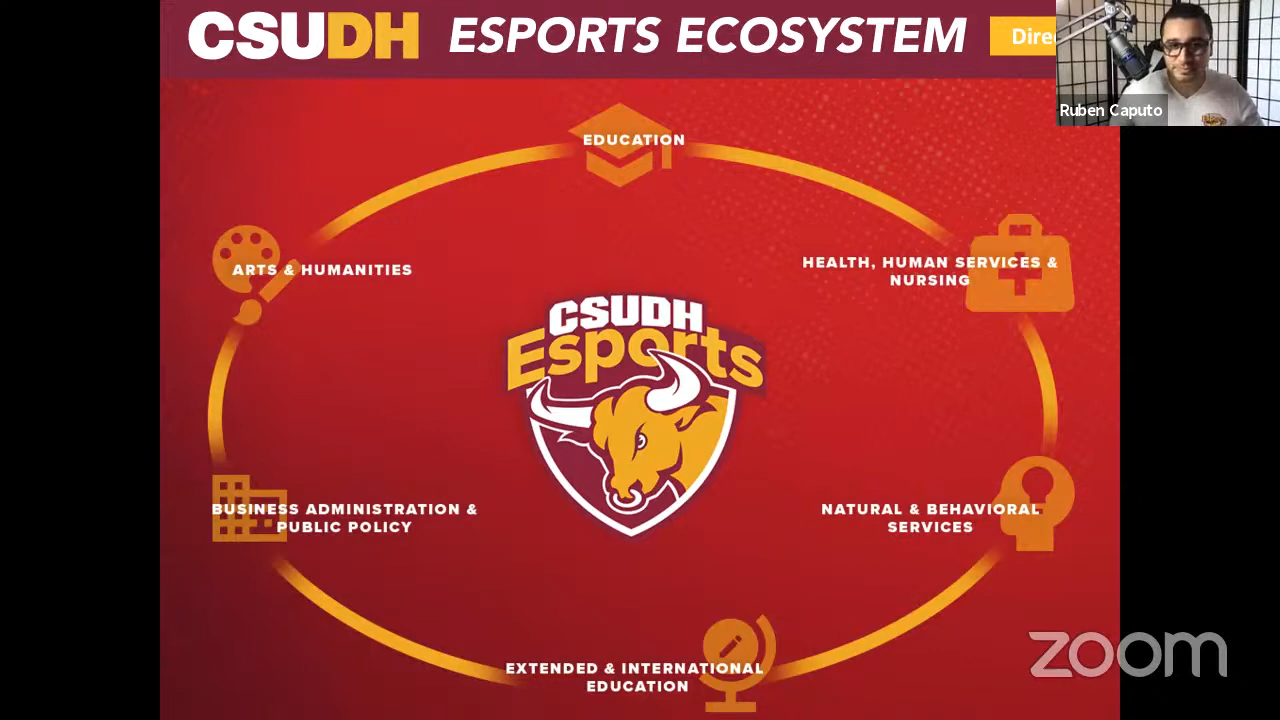 CSUDH ESPORTS ECOSYSTEM
Ruben Caputo
EDUCATION
ARTS & HUMANITIES
HEALTH, HUMAN SERVICES &
NURSING
CSUDH
Esports
BUSINESS ADMINISTRATION &
PUBLIC POLICY
NATURAL & BEHAVIORAL
SERVICES
EXTENDED & INTERNATIONAL
EDUCATION
zoom